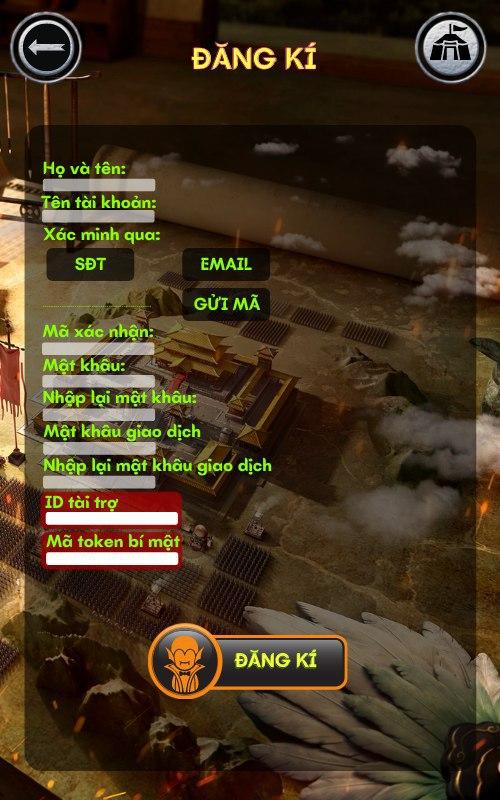 ĐĂNG KÍ
Họ và tên:
Tên tài khoản:
Xác minh qua:
SĐT EMAIL
GỬI MÃ
Mã xác nhận:
Mật khẩu:
Nhập lại mật khẩu:
Mật khẩu giao dịch
Nhập lại mật khẩu giao dịch
ID tài trợ
Mã token bí mật
ĐĂNG KÍ